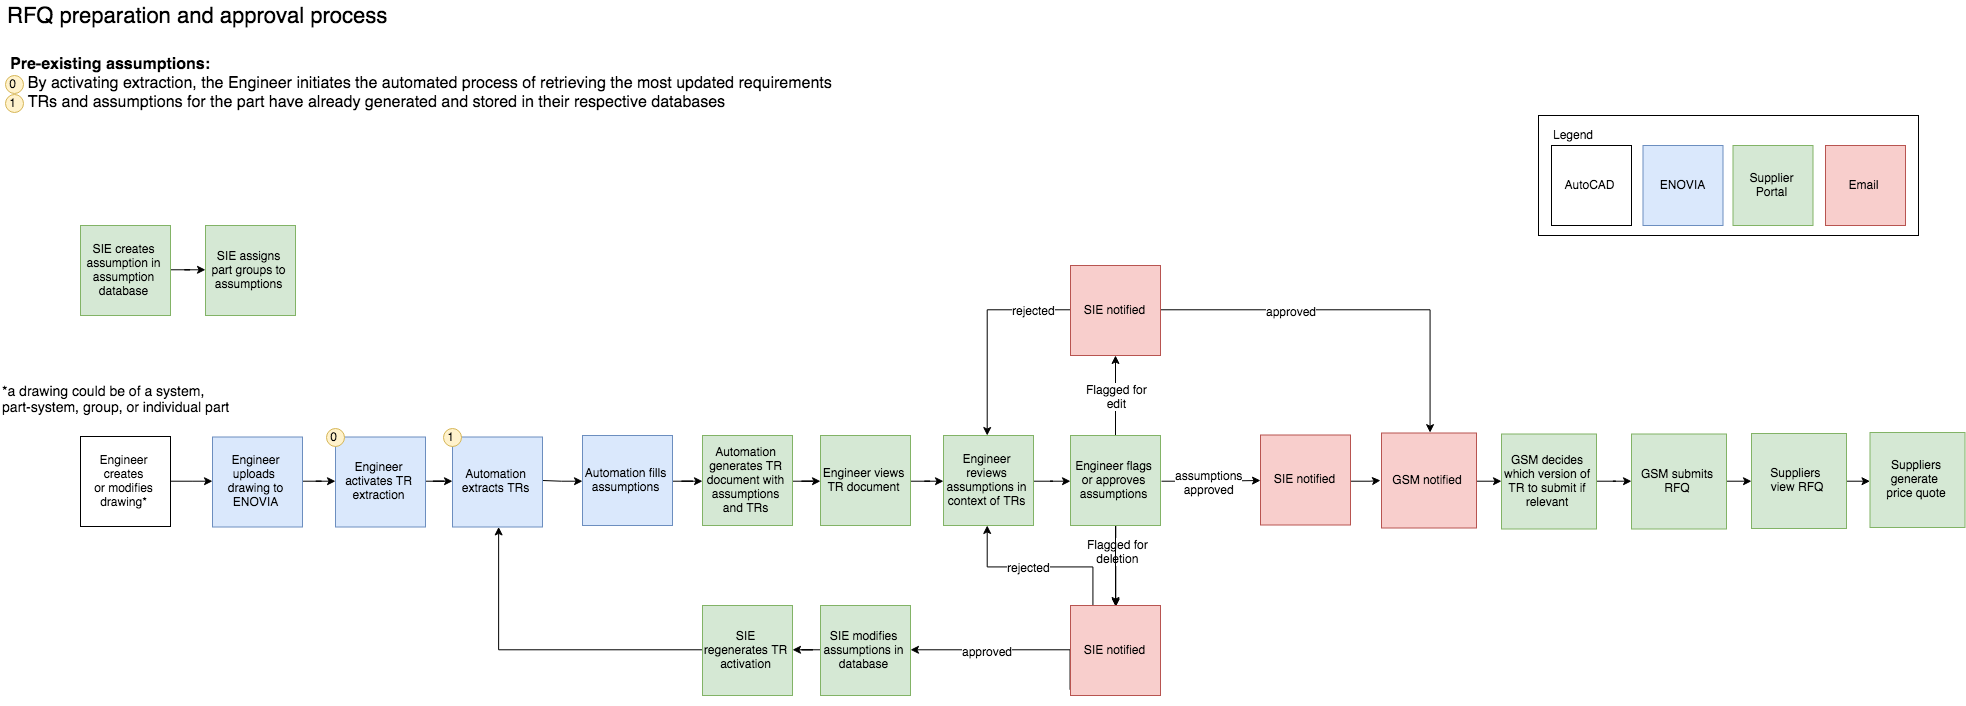 RFQ preparation and approval process
Pre-existing assumptions:
0 By activating extraction, the Engineer initiates the automated process of retrieving the most updated requirements
1 TRs and assumptions for the part have already generated and stored in their respective databases
Legend
AutoCAD
ENOVIA
Supplier
Portal
Email
SIE creates
assumption in
assumption
database
SIE assigns
part groups to
assumptions
SIE notified
rejected
approved
Flagged for
edit
*a drawing could be of a system,
part-system, group, or individual part
Engineer
creates
or modifies
drawing*
Engineer
uploads
drawing to
ENOVIA
0
Engineer
activates TR
extraction
1
Automation
extracts TRs
Automation fills
assumptions
Automation
generates TR
document with
assumptions
and TRs
Engineer views
TR document
Engineer
reviews
assumptions in
context of TRs
Engineer flags
or approves
assumptions
assumptions
approved
SIE notified
GSM notified
GSM decides
which version of
TR to submit if
relevant
GSM submits
RFQ
Suppliers
view RFQ
Suppliers
generate
price quote
Flagged for
deletion
rejected
SIE
regenerates TR
activation
SIE modifies
assumptions in
database
approved
SIE notified